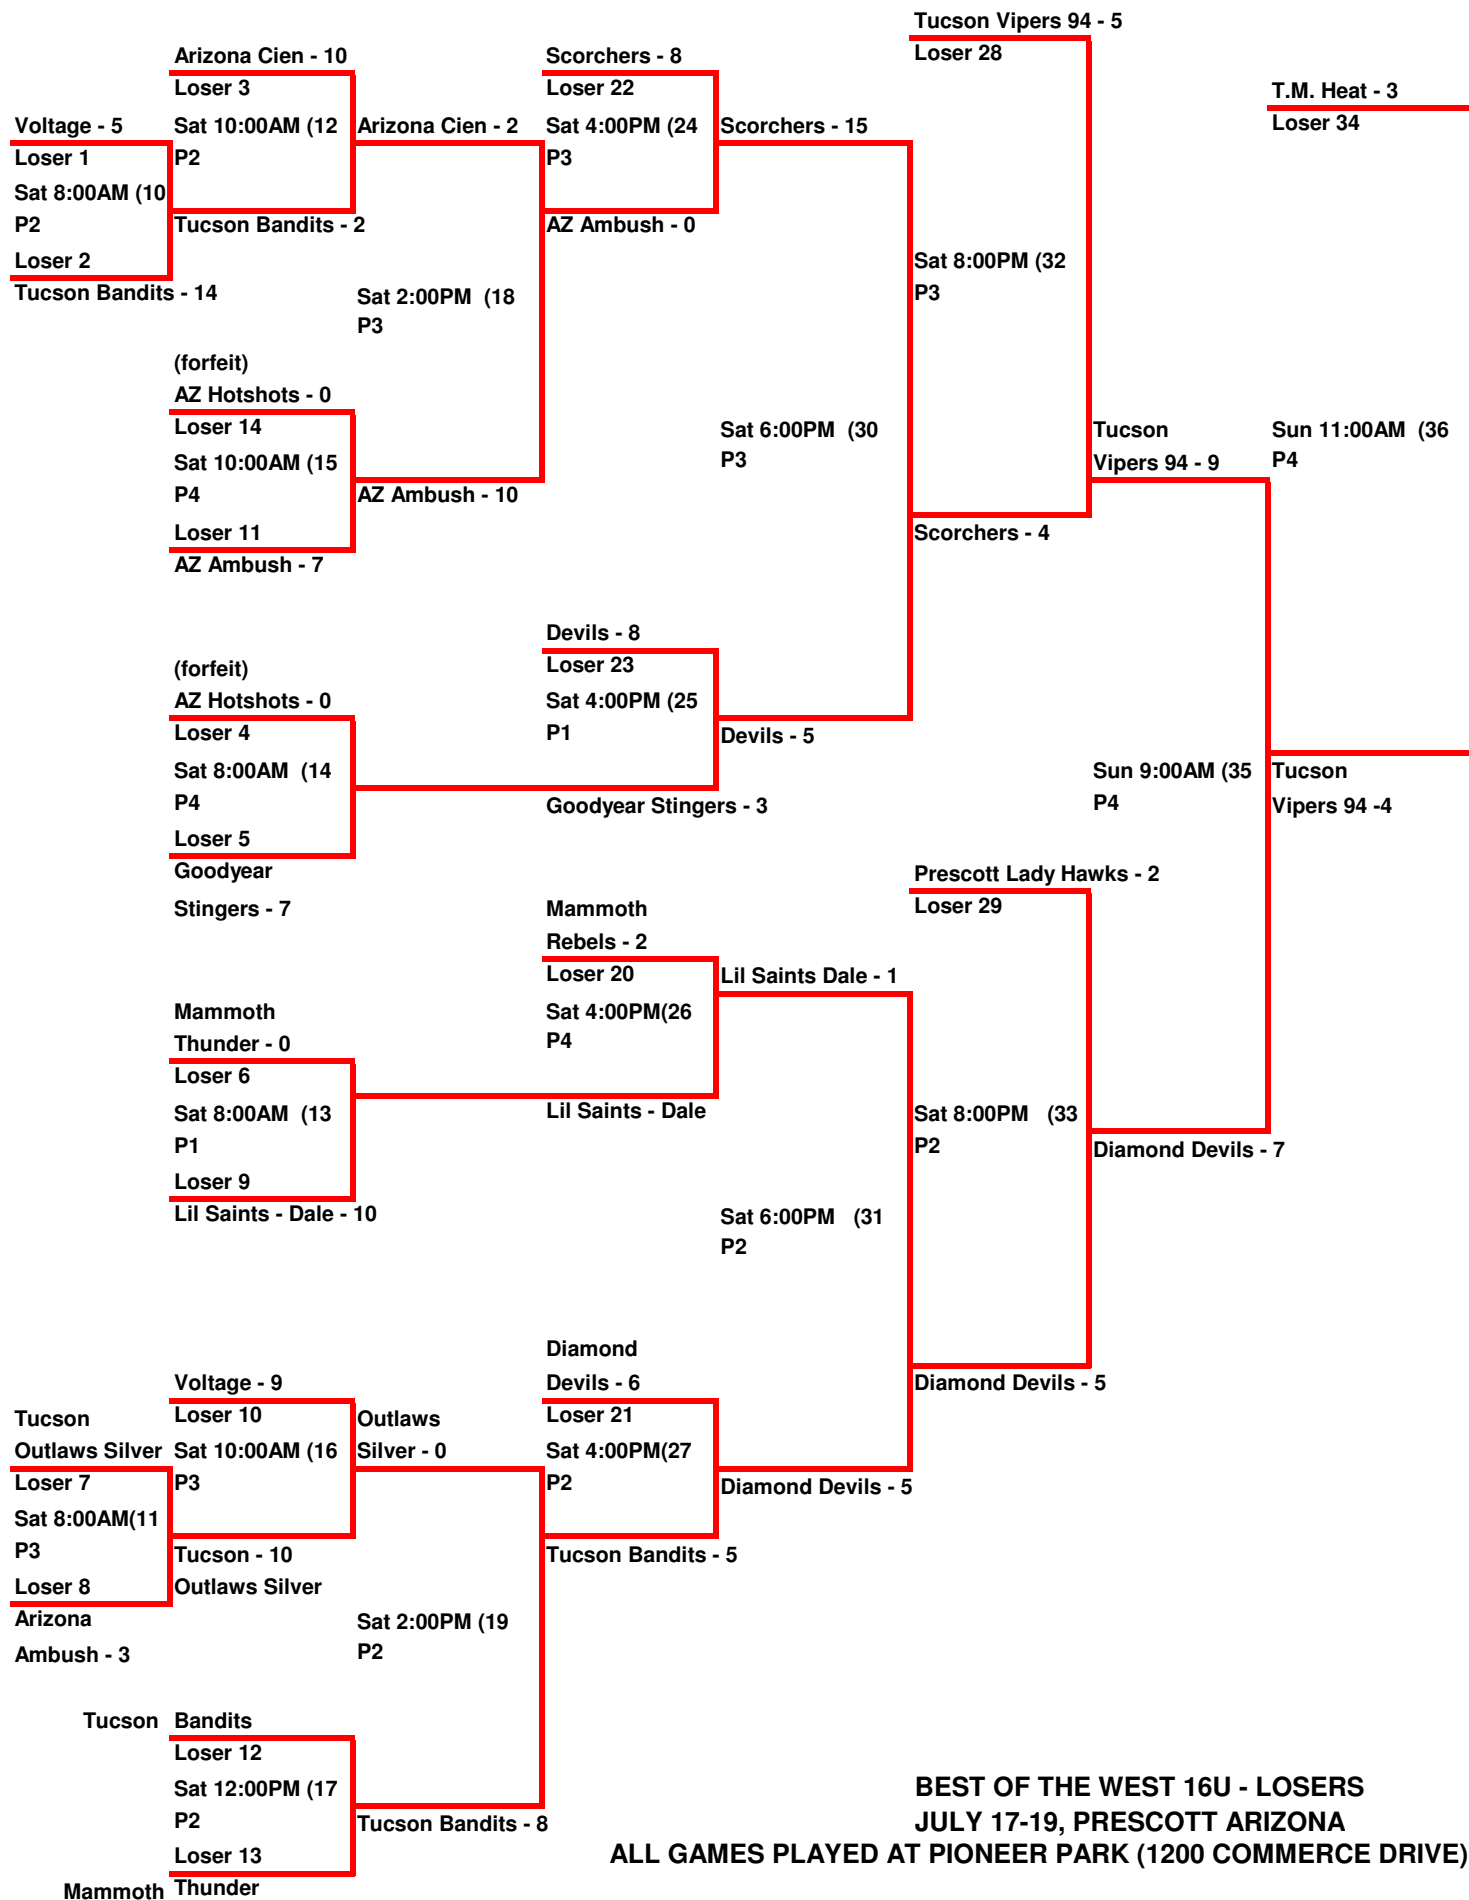 Tucson Vipers 94 - 5
Loser 28
Arizona Cien - 10
Loser 3
Sat 10:00AM (12
P2
Scorchers - 8
Loser 22
Sat 4:00PM (24
P3
T.M. Heat - 3
Loser 34
Voltage - 5
Loser 1
Sat 8:00AM (10
P2
Loser 2
Tucson Bandits - 14
Arizona Cien - 2
Scorchers - 15
Tucson Bandits - 2
AZ Ambush - 0
Sat 8:00PM (32
P3
Sat 2:00PM (18
P3
(forfeit)
AZ Hotshots - 0
Loser 14
Sat 10:00AM (15
P4
Loser 11
AZ Ambush - 7
AZ Ambush - 10
Sat 6:00PM (30
P3
Tucson
Vipers 94 - 9
Sun 11:00AM (36
P4
Scorchers - 4
Devils - 8
Loser 23
Sat 4:00PM (25
P1
(forfeit)
AZ Hotshots - 0
Loser 4
Sat 8:00AM (14
P4
Loser 5
Goodyear
Stingers - 7
Devils - 5
Goodyear Stingers - 3
Sun 9:00AM (35
P4
Tucson
Vipers 94 -4
Prescott Lady Hawks - 2
Loser 29
Mammoth
Rebels - 2
Loser 20
Sat 4:00PM(26
P4
Lil Saints Dale - 1
Mammoth
Thunder - 0
Loser 6
Sat 8:00AM (13
P1
Loser 9
Lil Saints - Dale - 10
Lil Saints - Dale
Sat 8:00PM (33
P2
Diamond Devils - 7
Sat 6:00PM (31
P2
Diamond
Devils - 6
Loser 21
Sat 4:00PM(27
P2
Diamond Devils - 5
Voltage - 9
Loser 10
Sat 10:00AM (16
P3
Tucson
Outlaws Silver
Loser 7
Sat 8:00AM(11
P3
Loser 8
Arizona
Ambush - 3
Outlaws
Silver - 0
Diamond Devils - 5
Tucson - 10
Outlaws Silver
Tucson Bandits - 5
Sat 2:00PM (19
P2
Tucson Bandits
Loser 12
Sat 12:00PM (17
P2
Loser 13
Mammoth Thunder
Tucson Bandits - 8
BEST OF THE WEST 16U - LOSERS
JULY 17-19, PRESCOTT ARIZONA
ALL GAMES PLAYED AT PIONEER PARK (1200 COMMERCE DRIVE)